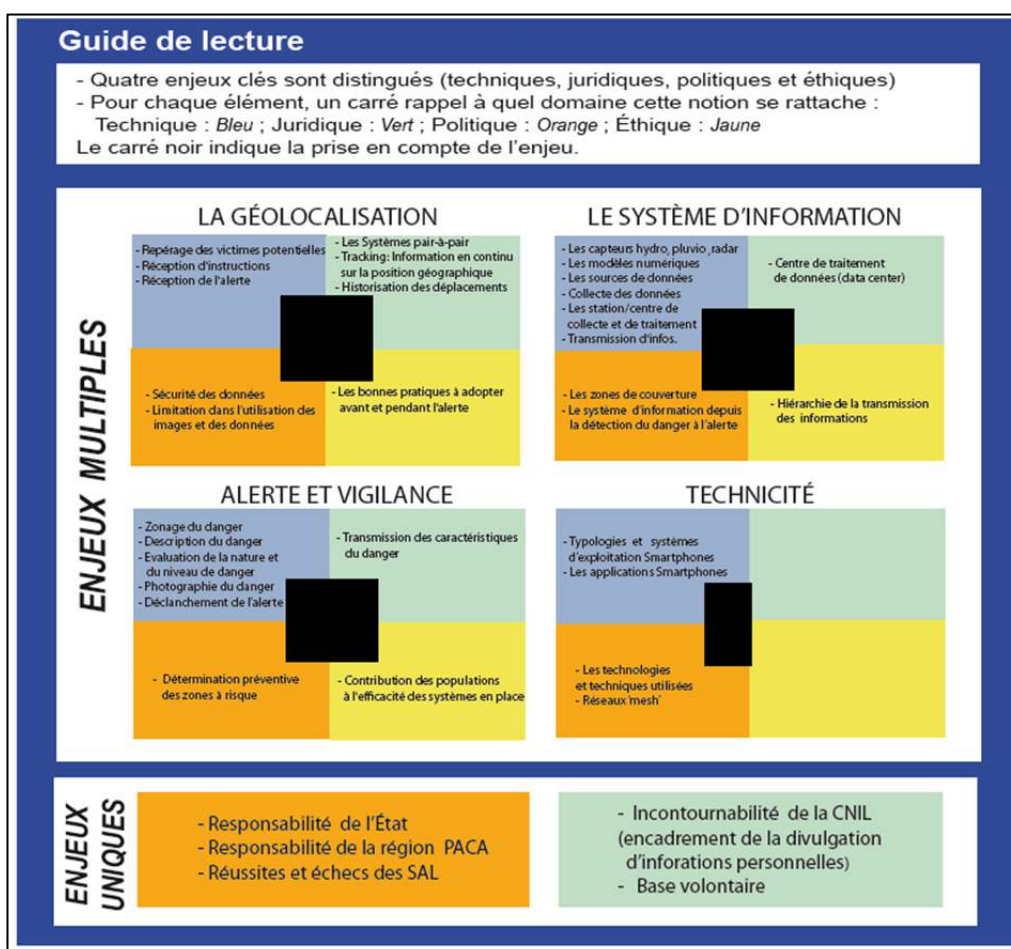 Guide de lecture
- Quatre enjeux clés sont distingués (techniques, juridiques, politiques et éthiques)
- Pour chaque élément, un carré rappel à quel domaine cette notion se rattache :
Technique : Bleu ; Juridique : Vert ; Politique : Orange ; Éthique : Jaune
Le carré noir indique la prise en compte de l'enjeu.
ENJEUX MULTIPLES
LA GÉOLOCALISATION
- Repérage des victimes potentielles
- Réception d'instructions
- Réception de l'alerte
- Les Systèmes pair-à-pair
- Tracking: Information en continu
sur la position géographique
- Historisation des déplacements
- Sécurité des données
- Limitation dans l'utilisation des
images et des données
- Les bonnes pratiques à adopter
avant et pendant l'alerte
LE SYSTÈME D'INFORMATION
- Les capteurs hydro, pluvio ,radar
- Les modèles numériques
- Les sources de données
- Collecte des données
- Les station/centre de
collecte et de traitement
- Transmission d'infos.
- Centre de traitement
de données (data center)
- Les zones de couverture
- Le système d'information depuis
la détection du danger à l'alerte
- Hiérarchie de la transmission
des informations
ALERTE ET VIGILANCE
- Zonage du danger
- Description du danger
- Evaluation de la nature et
du niveau de danger
- Photographie du danger
- Déclanchement de l'alerte
- Transmission des caractéristiques
du danger
- Détermination préventive
des zones à risque
- Contribution des populations
à l'efficacité des systèmes en place
TECHNICITÉ
- Typologies et systèmes
d'exploitation Smartphones
- Les applications Smartphones
- Les technologies
et techniques utilisées
- Réseaux 'mesh'
ENJEUX
UNIQUES
- Responsabilité de l'État
- Responsabilité de la région PACA
- Réussites et échecs des SAL
- Incontournabilité de la CNIL
(encadrement de la divulgation
d'inforations personnelles)
- Base volontaire